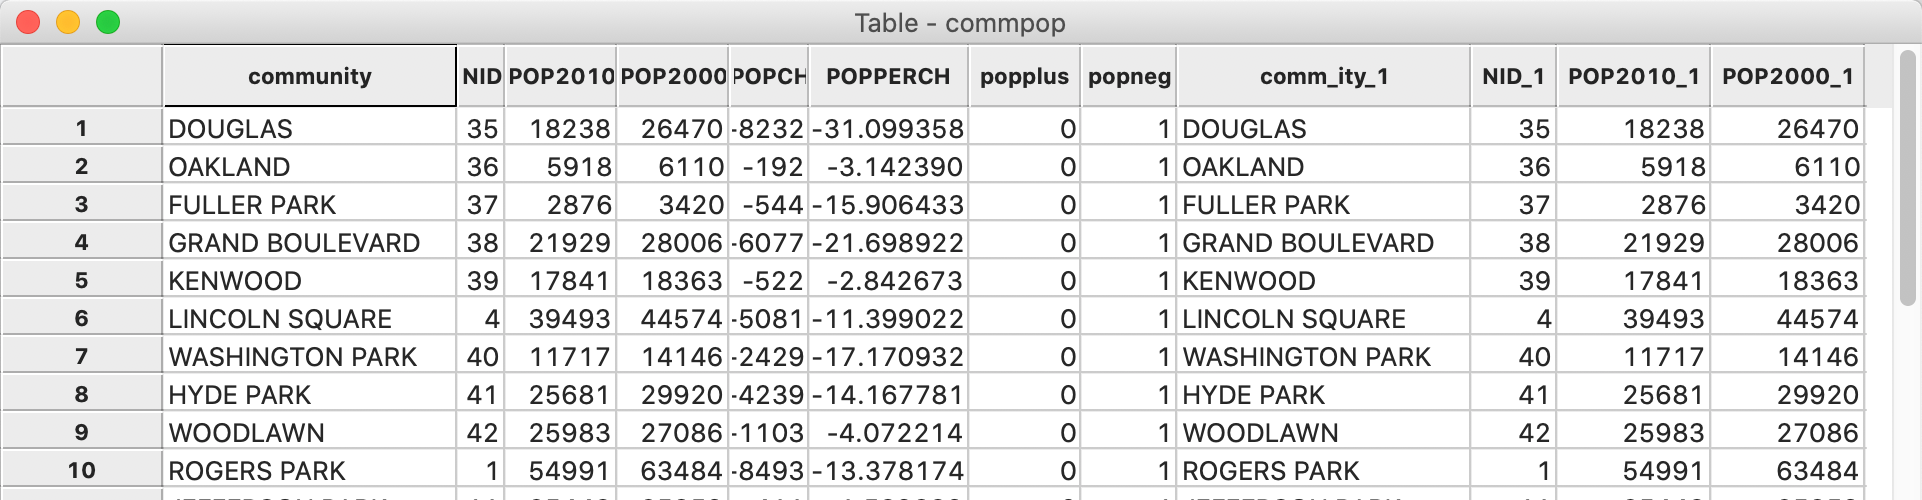 Table - commpop
community NID POP2010 POP2000 POPCH POPPERCH popplus popneg comm_ity_1 NID_1 POP2010_1 POP2000_1
1 DOUGLAS 35 18238 26470 -8232 -31.099358 0 1 DOUGLAS 35 18238 26470
2 OAKLAND 36 5918 6110 -192 -3.142390 0 1 OAKLAND 36 5918 6110
3 FULLER PARK 37 2876 3420 -544 -15.906433 0 1 FULLER PARK 37 2876 3420
4 GRAND BOULEVARD 38 21929 28006 -6077 -21.698922 0 1 GRAND BOULEVARD 38 21929 28006
5 KENWOOD 39 17841 18363 -522 -2.842673 0 1 KENWOOD 39 17841 18363
6 LINCOLN SQUARE 4 39493 44574 -5081 -11.399022 0 1 LINCOLN SQUARE 4 39493 44574
7 WASHINGTON PARK 40 11717 14146 -2429 -17.170932 0 1 WASHINGTON PARK 40 11717 14146
8 HYDE PARK 41 25681 29920 -4239 -14.167781 0 1 HYDE PARK 41 25681 29920
9 WOODLAWN 42 25983 27086 -1103 -4.072214 0 1 WOODLAWN 42 25983 27086
10 ROGERS PARK 1 54991 63484 -8493 -13.378174 0 1 ROGERS PARK 1 54991 63484